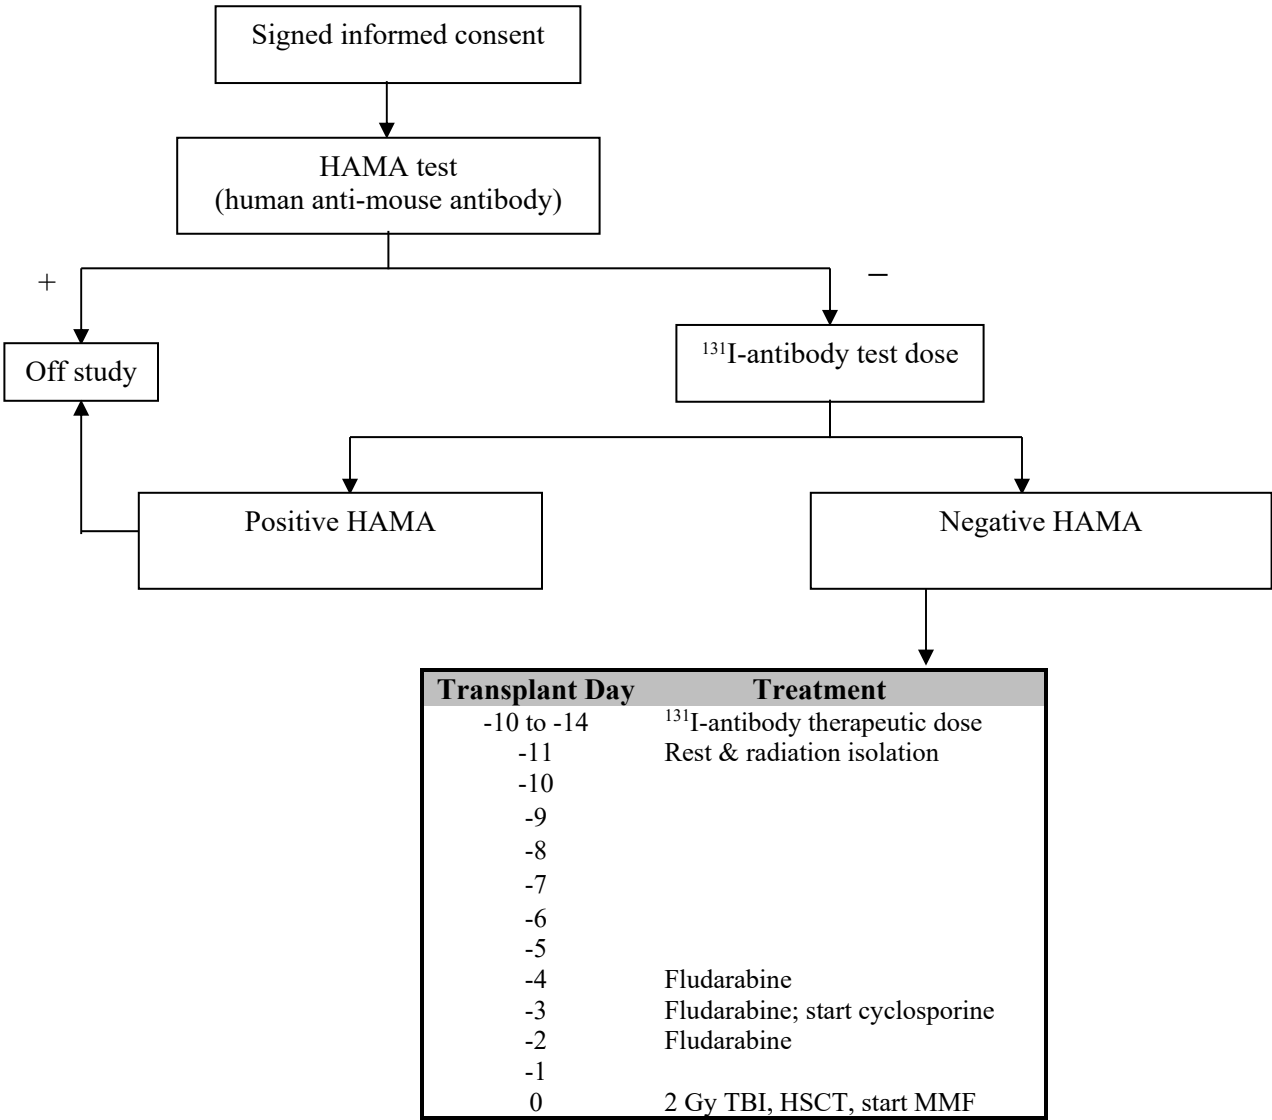 Signed informed consent
HAMA test
(human anti-mouse antibody)
+
−
Off study
¹³¹I-antibody test dose
Positive HAMA
Negative HAMA
Transplant Day Treatment
-10 to -14 ¹³¹I-antibody therapeutic dose
-11 Rest & radiation isolation
-10
-9
-8
-7
-6
-5
-4 Fludarabine
-3 Fludarabine; start cyclosporine
-2 Fludarabine
-1
0 2 Gy TBI, HSCT, start MMF